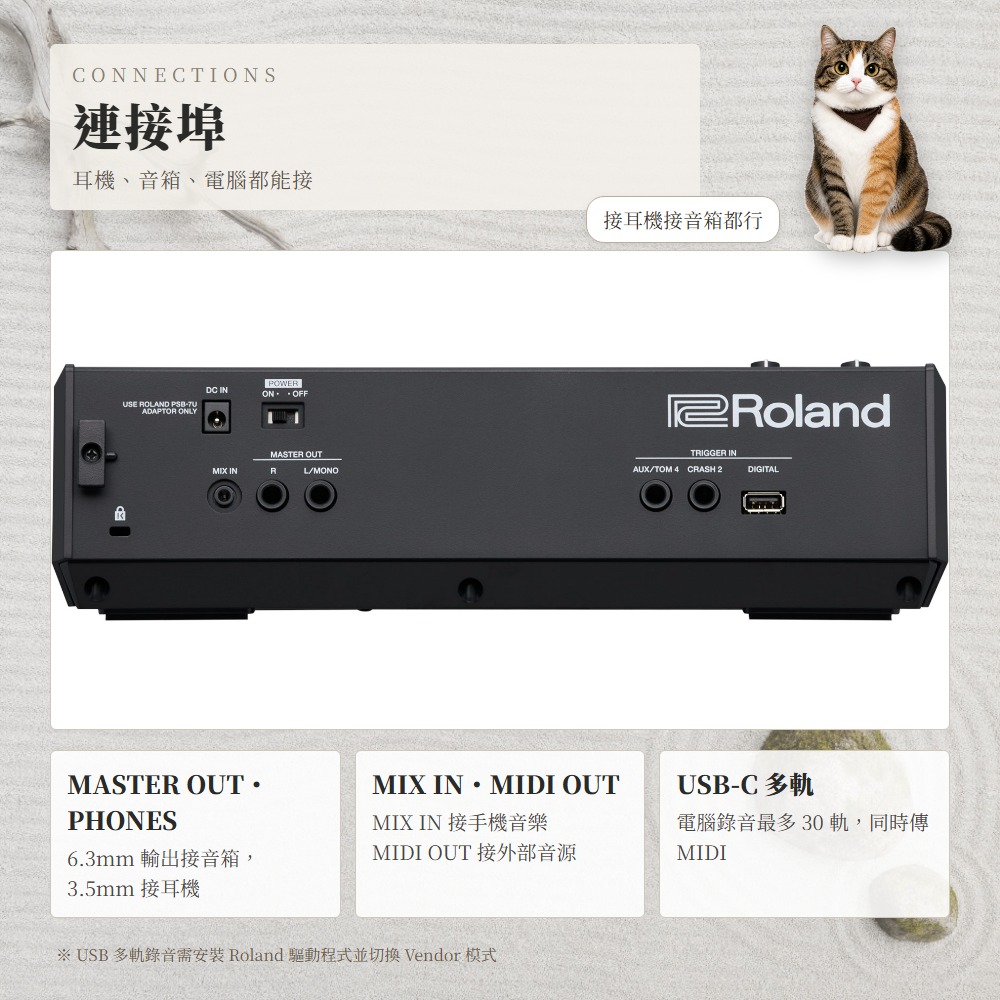 CONNECTIONS
連接埠
耳機、音箱、電腦都能接
接耳機接音箱都行
DC IN
POWER
ON・ ・OFF
USE ROLAND PSB-7U
ADAPTOR ONLY
Roland
MASTER OUT
MIX IN R L/MONO
TRIGGER IN
AUX/TOM 4 CRASH 2 DIGITAL
MASTER OUT・
PHONES
6.3mm 輸出接音箱，
3.5mm 接耳機
MIX IN・MIDI OUT
MIX IN 接手機音樂
MIDI OUT 接外部音源
USB-C 多軌
電腦錄音最多 30 軌，同時傳
MIDI
※ USB 多軌錄音需安裝 Roland 驅動程式並切換 Vendor 模式